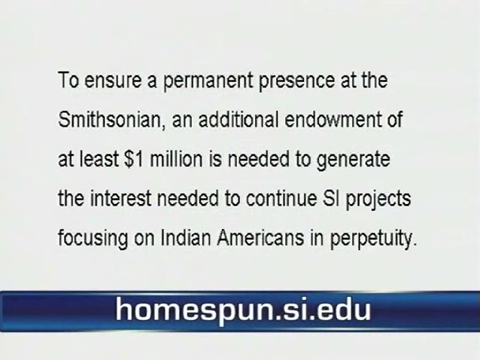 To ensure a permanent presence at the
Smithsonian, an additional endowment of
at least $1 million is needed to generate
the interest needed to continue SI projects
focusing on Indian Americans in perpetuity.
homespun.si.edu